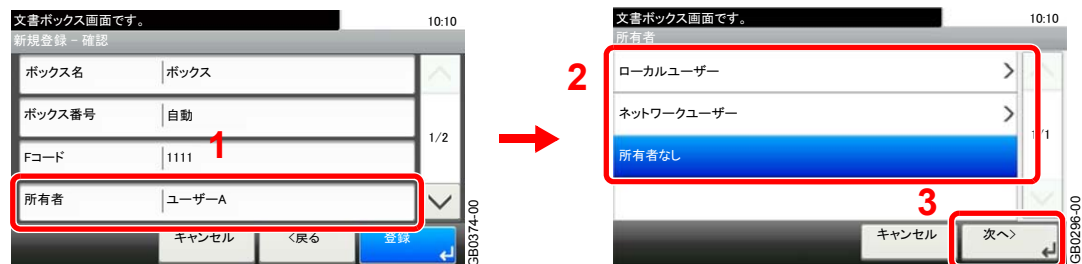 文書ボックス画面です。 10:10
新規登録 - 確認
ボックス名 ボックス
ボックス番号 自動
Fコード 1111
所有者 ユーザーA
1/2
1
キャンセル <戻る 登録
GB0374-00
文書ボックス画面です。 10:10
所有者
2
ローカルユーザー >
ネットワークユーザー >
所有者なし
1/1
3
キャンセル 次へ>
GB0296-00